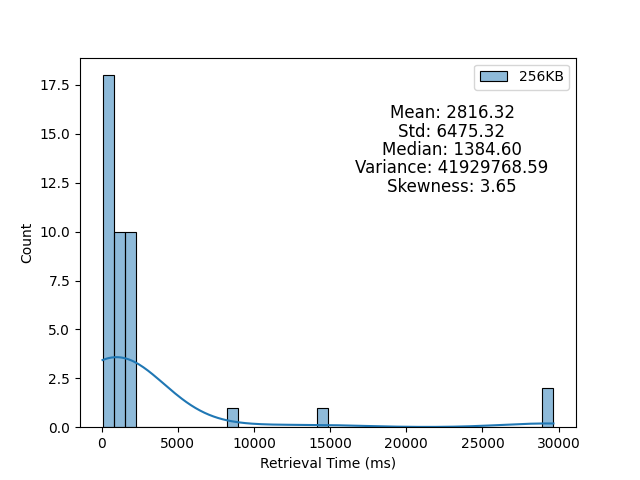 256KB
Mean: 2816.32
Std: 6475.32
Median: 1384.60
Variance: 41929768.59
Skewness: 3.65
17.5
15.0
12.5
10.0
7.5
5.0
2.5
0.0
Count
0 5000 10000 15000 20000 25000 30000
Retrieval Time (ms)